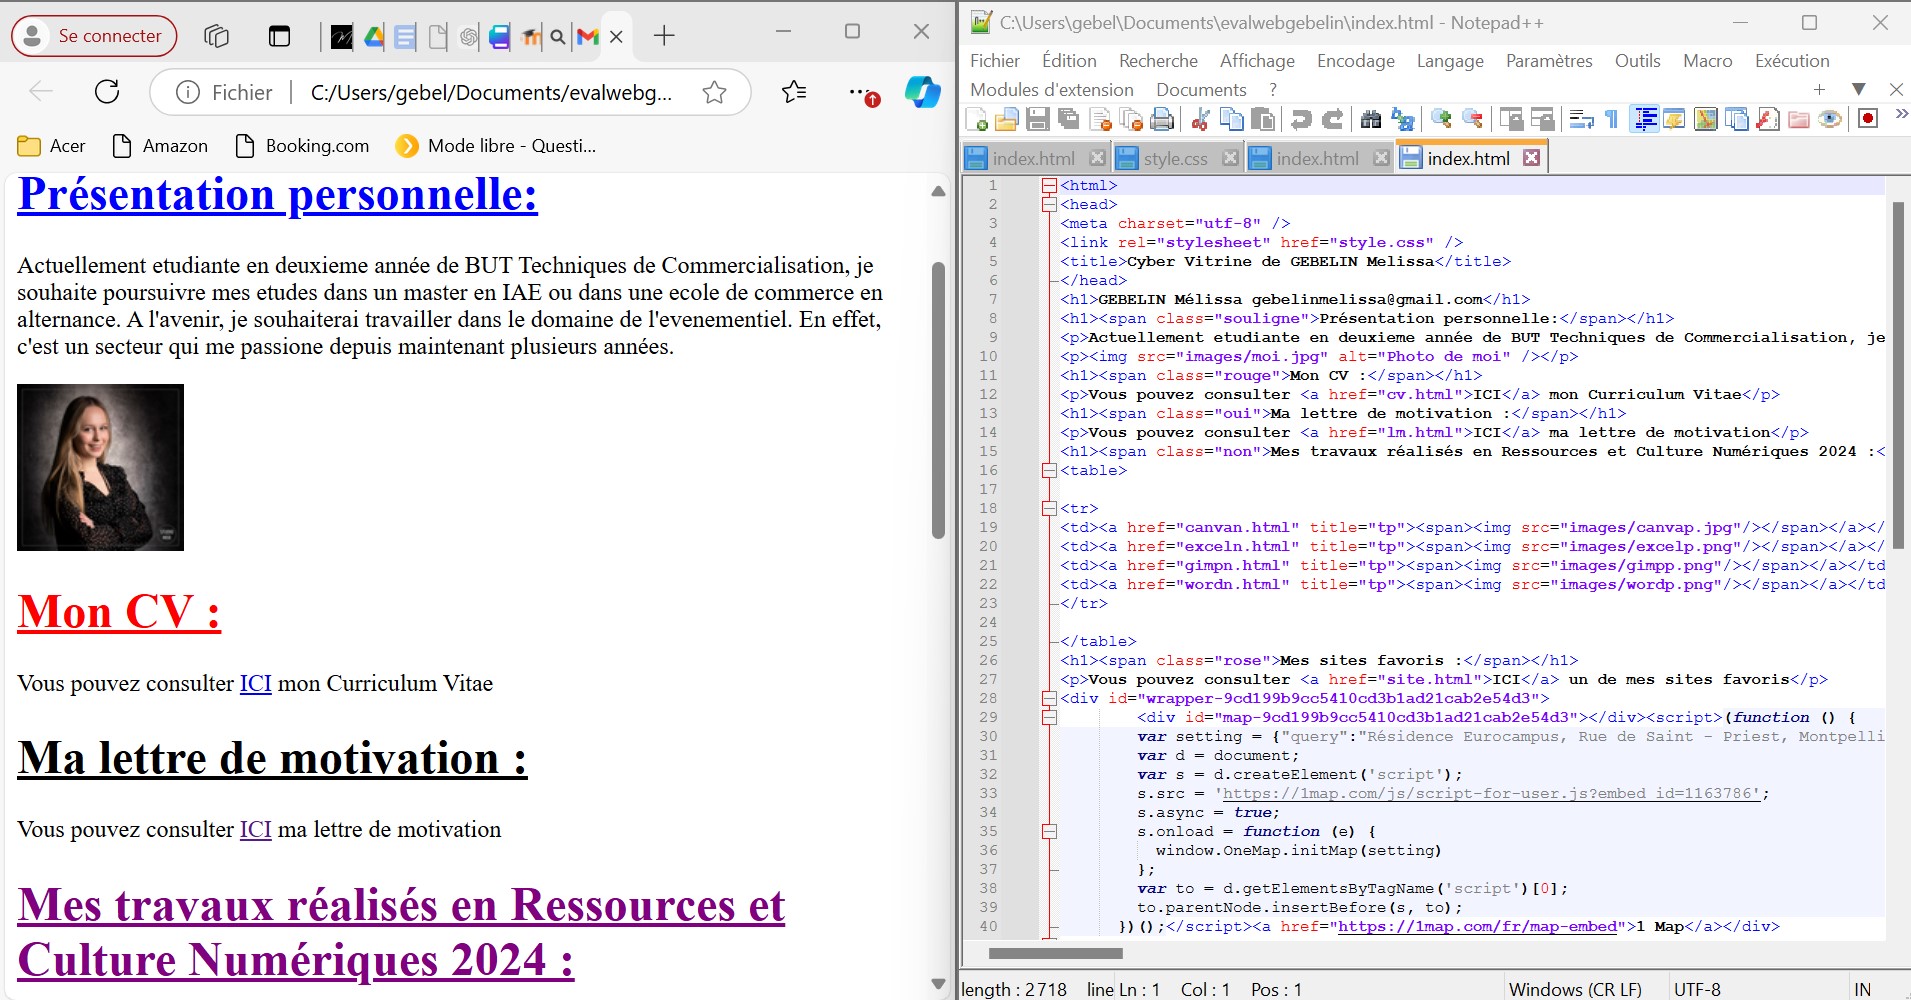 Se connecter
Fichier
C:/Users/gebel/Documents/evalwebg...
Acer
Amazon
Booking.com
Mode libre - Questi...
Présentation personnelle:
Actuellement etudiante en deuxieme année de BUT Techniques de Commercialisation, je
souhaite poursuivre mes etudes dans un master en IAE ou dans une ecole de commerce en
alternance. A l'avenir, je souhaiterai travailler dans le domaine de l'evenementiel. En effet,
c'est un secteur qui me passione depuis maintenant plusieurs années.
Mon CV :
Vous pouvez consulter ICI mon Curriculum Vitae
Ma lettre de motivation :
Vous pouvez consulter ICI ma lettre de motivation
Mes travaux réalisés en Ressources et
Culture Numériques 2024 :
C:\Users\gebel\Documents\evalwebgebelin\index.html - Notepad++
Fichier Édition Recherche Affichage Encodage Langage Paramètres Outils Macro Exécution
Modules d'extension Documents ?
index.html style.css index.html index.html
1 <html>
2 <head>
3 <meta charset="utf-8" />
4 <link rel="stylesheet" href="style.css" />
5 <title>Cyber Vitrine de GEBELIN Melissa</title>
6 </head>
7 <h1>GEBELIN Mélissa gebelinmelissa@gmail.com</h1>
8 <h1><span class="souligne">Présentation personnelle:</span></h1>
9 <p>Actuellement etudiante en deuxieme année de BUT Techniques de Commercialisation, je
10 <p><img src="images/moi.jpg" alt="Photo de moi" /></p>
11 <h1><span class="rouge">Mon CV :</span></h1>
12 <p>Vous pouvez consulter <a href="cv.html">ICI</a> mon Curriculum Vitae</p>
13 <h1><span class="oui">Ma lettre de motivation :</span></h1>
14 <p>Vous pouvez consulter <a href="lm.html">ICI</a> ma lettre de motivation</p>
15 <h1><span class="non">Mes travaux réalisés en Ressources et Culture Numériques 2024 :<
16 <table>
17
18 <tr>
19 <td><a href="canvan.html" title="tp"><span><img src="images/canvap.jpg"/></span></a></
20 <td><a href="exceln.html" title="tp"><span><img src="images/excelp.png"/></span></a></
21 <td><a href="gimpn.html" title="tp"><span><img src="images/gimpp.png"/></span></a></td
22 <td><a href="wordn.html" title="tp"><span><img src="images/wordp.png"/></span></a></td
23 </tr>
24
25 </table>
26 <h1><span class="rose">Mes sites favoris :</span></h1>
27 <p>Vous pouvez consulter <a href="site.html">ICI</a> un de mes sites favoris</p>
28 <div id="wrapper-9cd199b9cc5410cd3b1ad21cab2e54d3">
29 <div id="map-9cd199b9cc5410cd3b1ad21cab2e54d3"></div><script>(function () {
30 var setting = {"query":"Résidence Eurocampus, Rue de Saint - Priest, Montpelli
31 var d = document;
32 var s = d.createElement('script');
33 s.src = 'https://1map.com/js/script-for-user.js?embed_id=1163786';
34 s.async = true;
35 s.onload = function (e) {
36 window.OneMap.initMap(setting)
37 };
38 var to = d.getElementsByTagName('script')[0];
39 to.parentNode.insertBefore(s, to);
40 })();</script><a href="https://1map.com/fr/map-embed">1 Map</a></div>
length : 2 718 line Ln : 1 Col : 1 Pos : 1 Windows (CR LF) UTF-8 IN